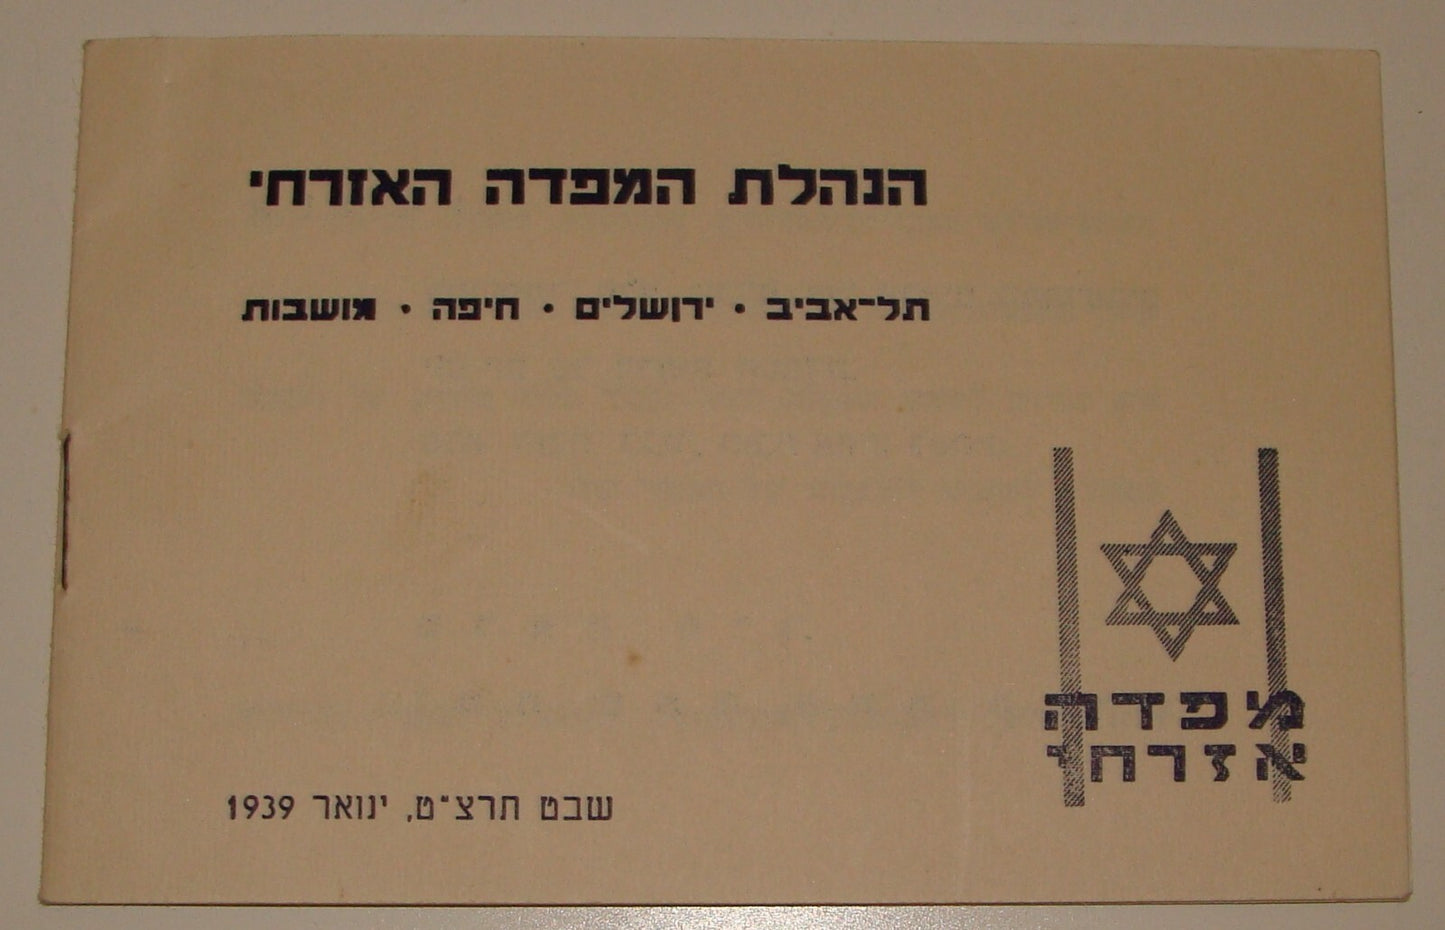 הנהלת המפדה האזרחי
תל־אביב • ירושלים • חיפה • מושבות
מפדה
אזרחי
שבט תרצ"ט, ינואר 1939